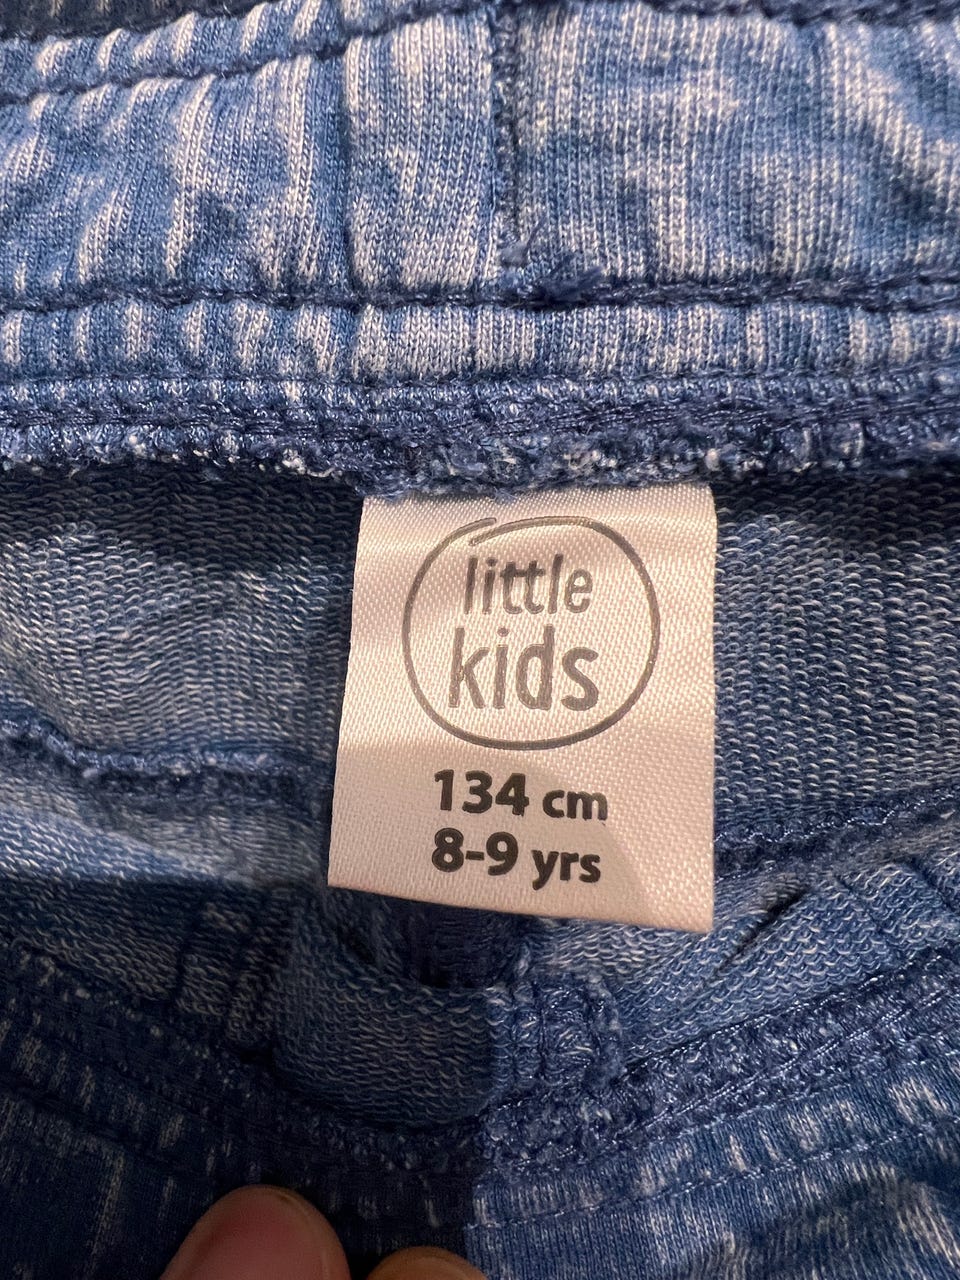 little
kids
134 cm
8-9 yrs